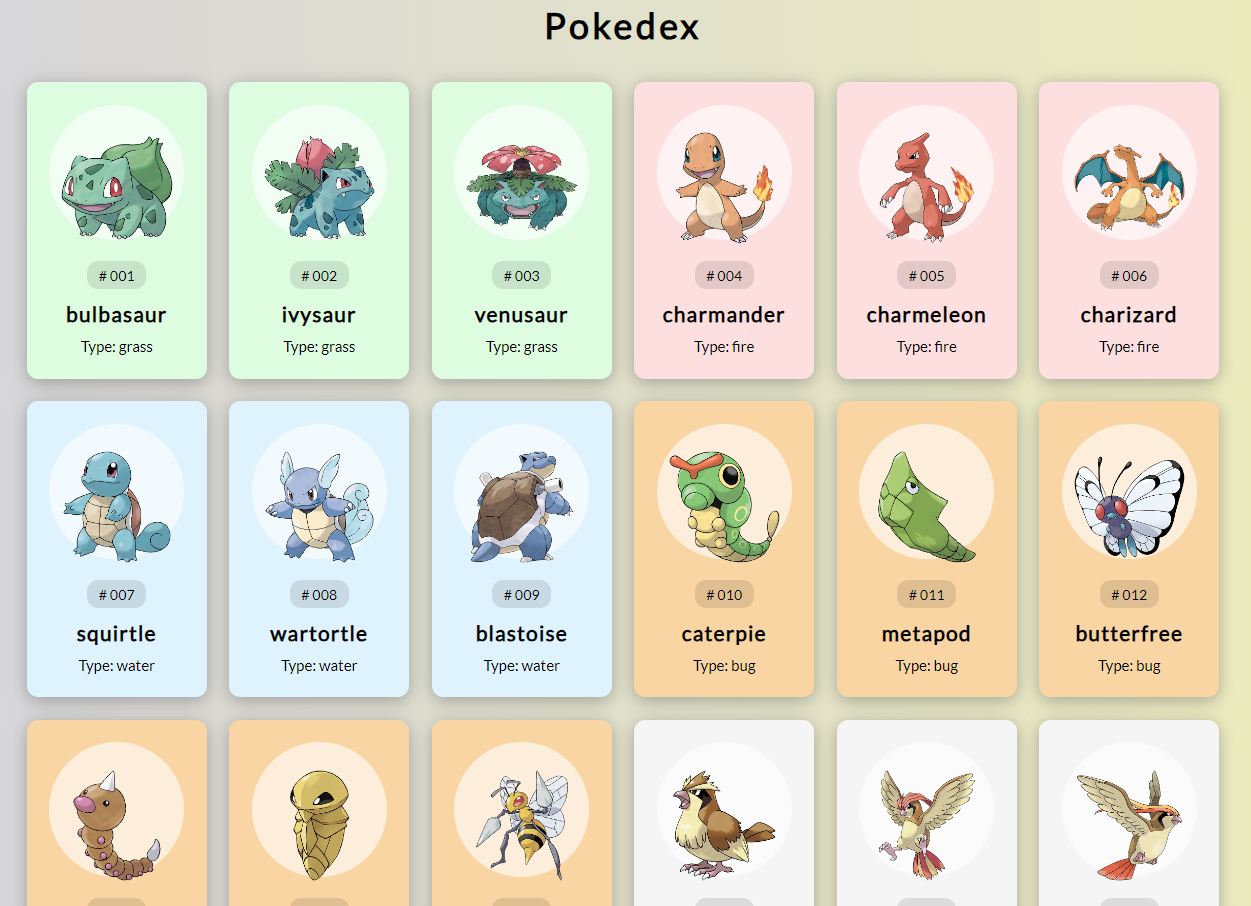 Pokedex
# 001
bulbasaur
Type: grass
# 002
ivysaur
Type: grass
# 003
venusaur
Type: grass
# 004
charmander
Type: fire
# 005
charmeleon
Type: fire
# 006
charizard
Type: fire
# 007
squirtle
Type: water
# 008
wartortle
Type: water
# 009
blastoise
Type: water
# 010
caterpie
Type: bug
# 011
metapod
Type: bug
# 012
butterfree
Type: bug